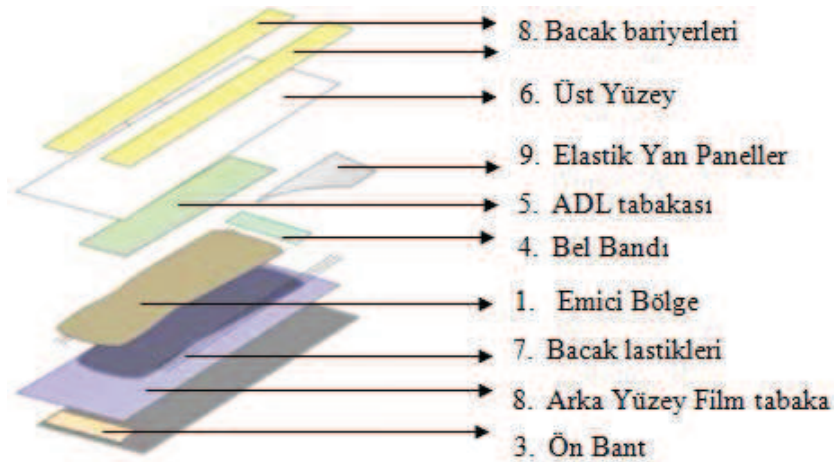 8. Bacak bariyerleri
6. Üst Yüzey
9. Elastik Yan Paneller
5. ADL tabakası
4. Bel Bandı
1. Emici Bölge
7. Bacak lastikleri
8. Arka Yüzey Film tabaka
3. Ön Bant